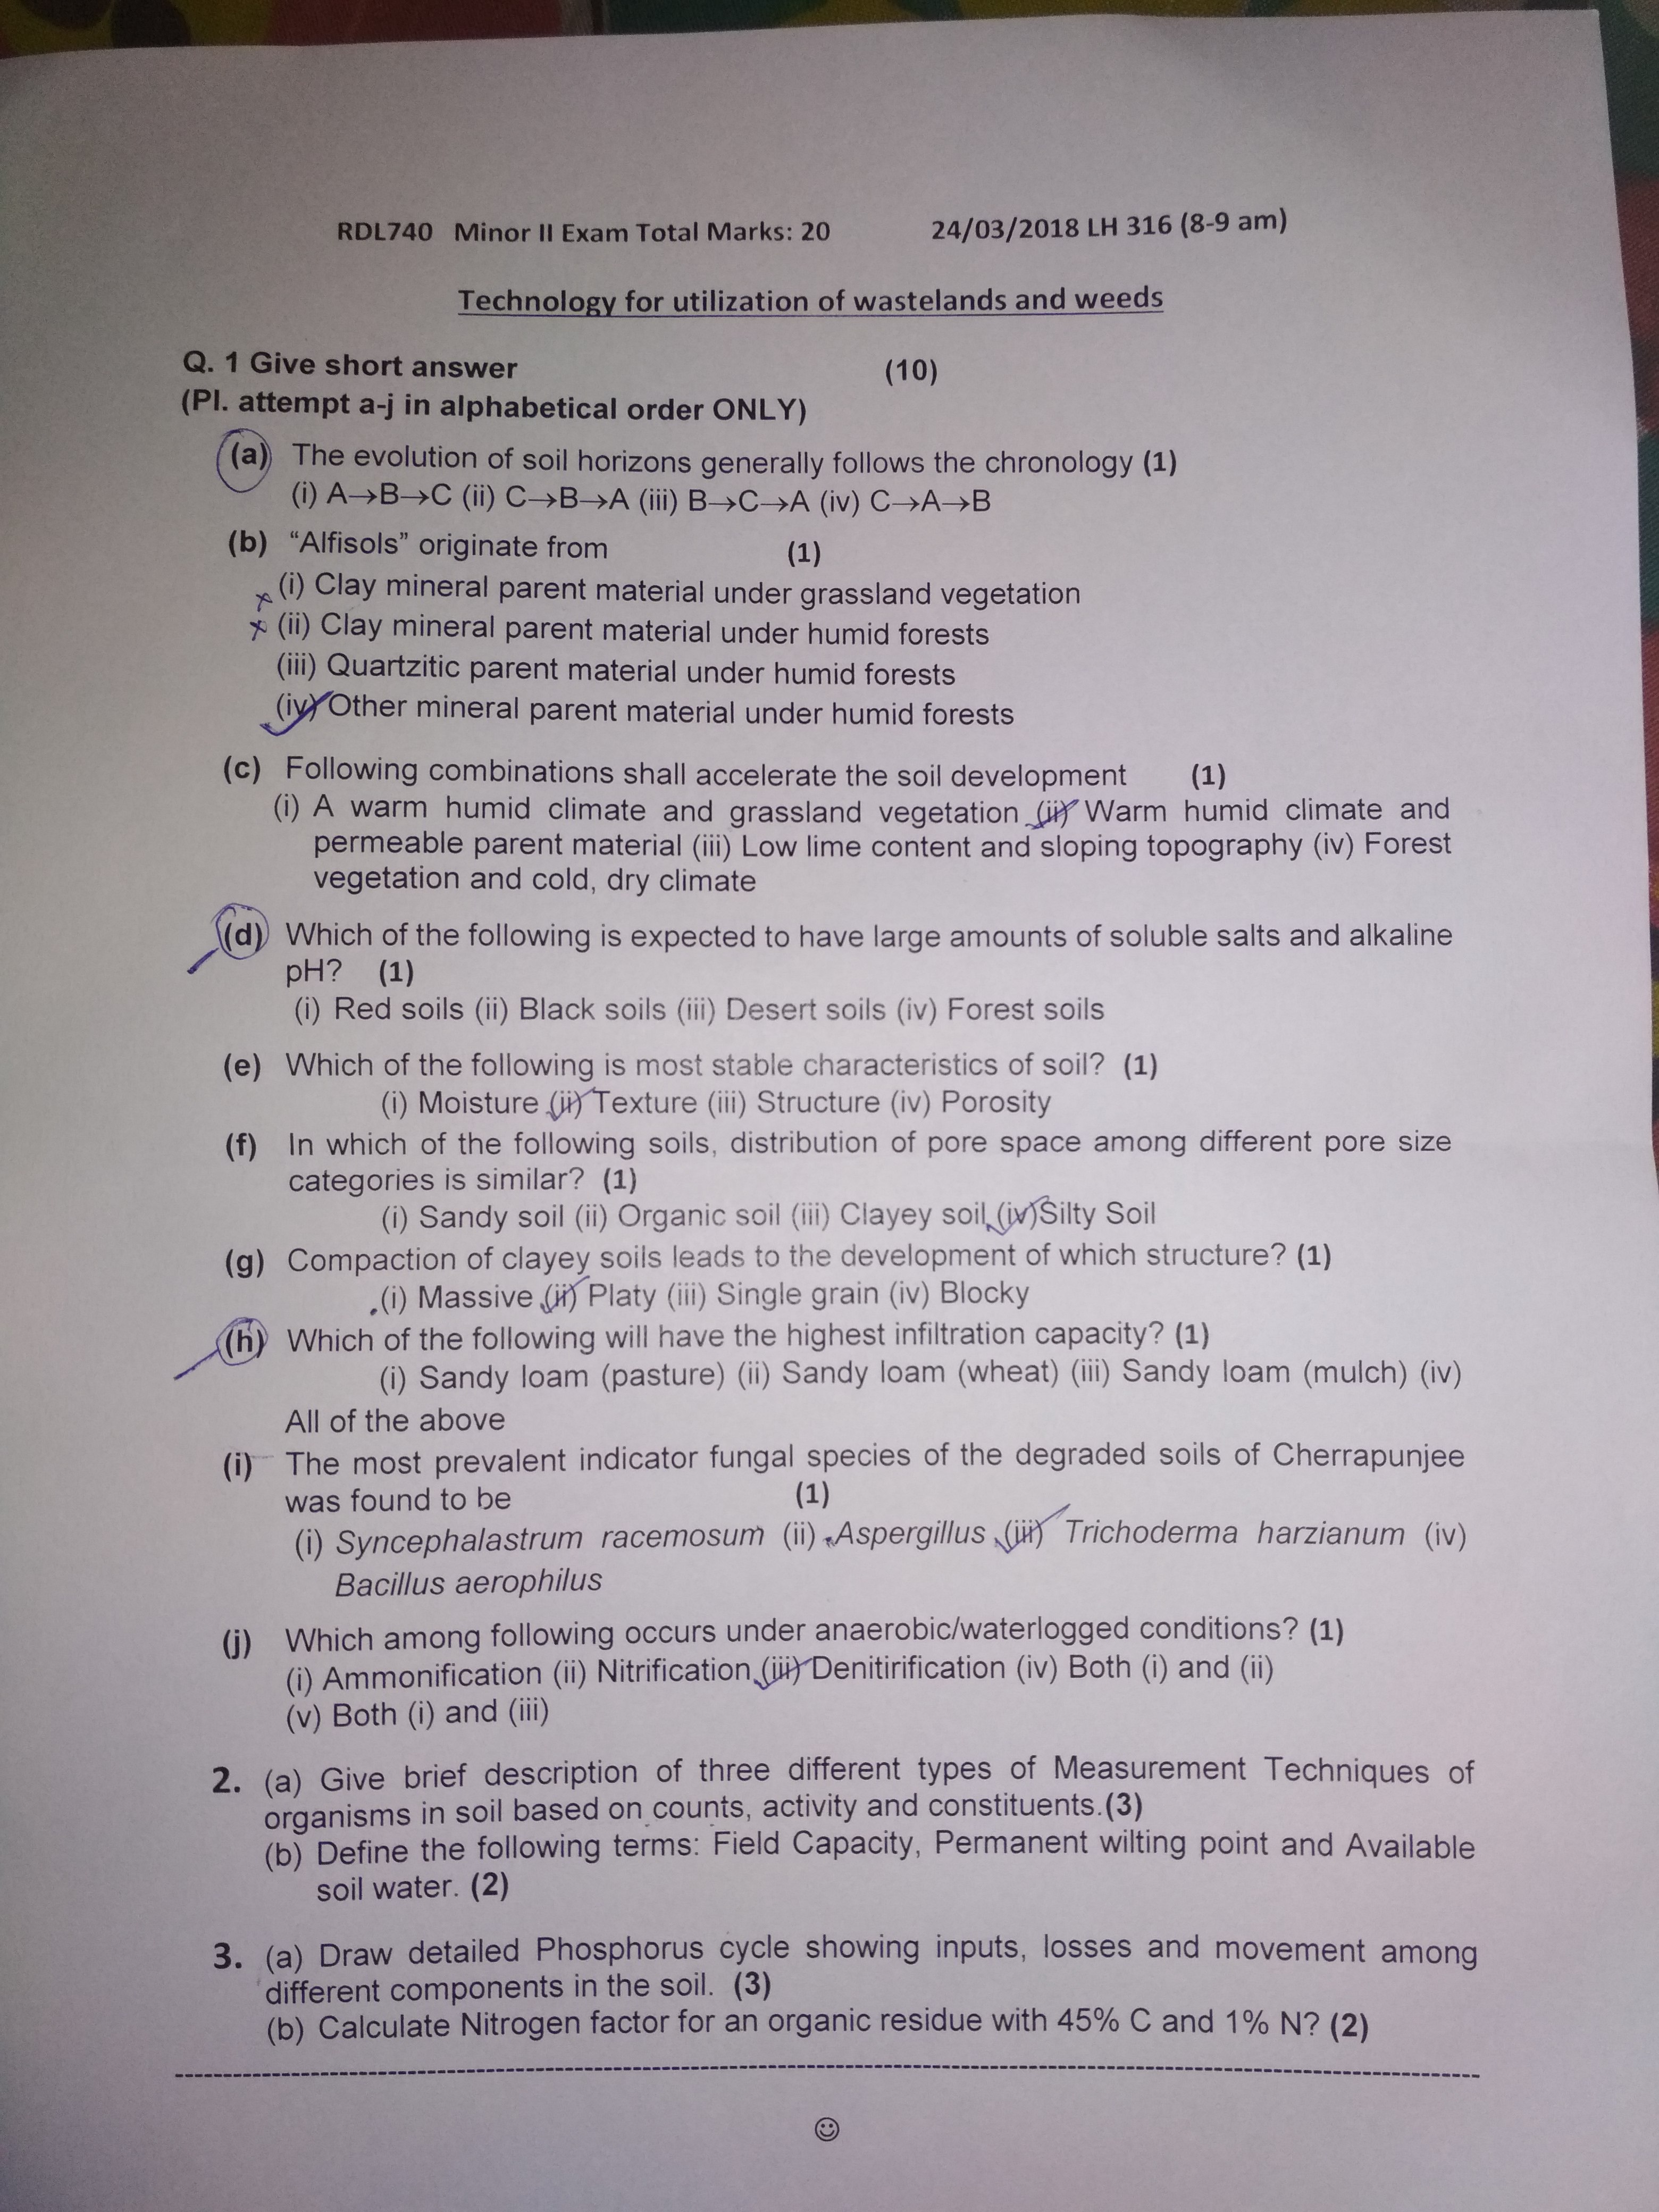 RDL740 Minor II Exam Total Marks: 20 24/03/2018 LH 316 (8-9 am)
Technology for utilization of wastelands and weeds
Q. 1 Give short answer (10)
(Pl. attempt a-j in alphabetical order ONLY)
(a) The evolution of soil horizons generally follows the chronology (1)
(i) A→B→C (ii) C→B→A (iii) B→C→A (iv) C→A→B
(b) “Alfisols” originate from (1)
(i) Clay mineral parent material under grassland vegetation
(ii) Clay mineral parent material under humid forests
(iii) Quartzitic parent material under humid forests
(iv) Other mineral parent material under humid forests
(c) Following combinations shall accelerate the soil development (1)
(i) A warm humid climate and grassland vegetation (ii) Warm humid climate and
permeable parent material (iii) Low lime content and sloping topography (iv) Forest
vegetation and cold, dry climate
(d) Which of the following is expected to have large amounts of soluble salts and alkaline
pH? (1)
(i) Red soils (ii) Black soils (iii) Desert soils (iv) Forest soils
(e) Which of the following is most stable characteristics of soil? (1)
(i) Moisture (ii) Texture (iii) Structure (iv) Porosity
(f) In which of the following soils, distribution of pore space among different pore size
categories is similar? (1)
(i) Sandy soil (ii) Organic soil (iii) Clayey soil (iv) Silty Soil
(g) Compaction of clayey soils leads to the development of which structure? (1)
(i) Massive (ii) Platy (iii) Single grain (iv) Blocky
(h) Which of the following will have the highest infiltration capacity? (1)
(i) Sandy loam (pasture) (ii) Sandy loam (wheat) (iii) Sandy loam (mulch) (iv)
All of the above
(i) The most prevalent indicator fungal species of the degraded soils of Cherrapunjee
was found to be (1)
(i) Syncephalastrum racemosum (ii) Aspergillus (iii) Trichoderma harzianum (iv)
Bacillus aerophilus
(j) Which among following occurs under anaerobic/waterlogged conditions? (1)
(i) Ammonification (ii) Nitrification (iii) Denitirification (iv) Both (i) and (ii)
(v) Both (i) and (iii)
2. (a) Give brief description of three different types of Measurement Techniques of
organisms in soil based on counts, activity and constituents.(3)
(b) Define the following terms: Field Capacity, Permanent wilting point and Available
soil water. (2)
3. (a) Draw detailed Phosphorus cycle showing inputs, losses and movement among
different components in the soil. (3)
(b) Calculate Nitrogen factor for an organic residue with 45% C and 1% N? (2)